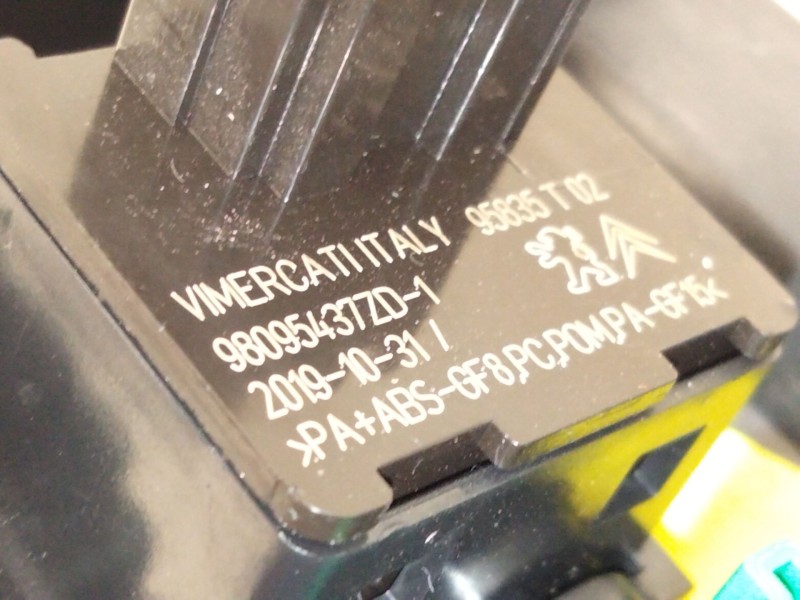 VIMERCATI ITALY 95835 T 02
98095437ZD-1
2019-10-31 /
>PA+ABS-GF8,PC,POM,PA-GF15<